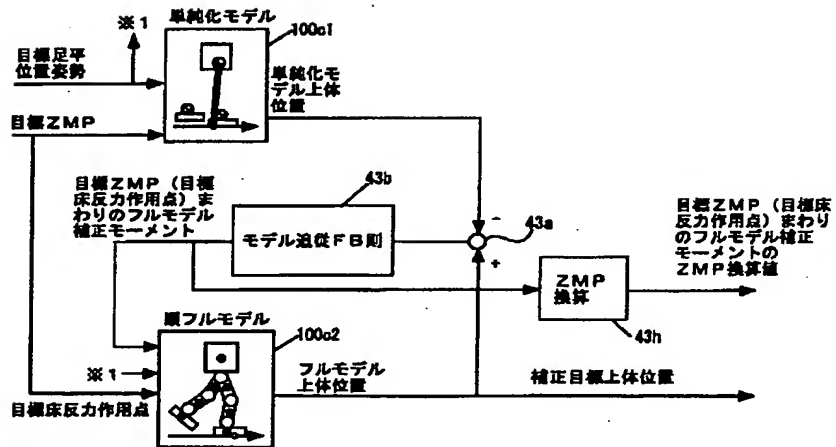 ※1
単純化モデル
100c1
目標足平
位置姿勢
単純化モ
デル上体
位置
目標ZMP
目標ZMP(目標
床反力作用点)ま
わりのフルモデル
補正モーメント
43b
モデル追従FB則
-
43a
+
目標ZMP(目標床
反力作用点)まわり
のフルモデル補正
モーメントの
ZMP換算値
ZMP
換算
43h
順フルモデル
100c2
※1
フルモデル
上体位置
補正目標上体位置
目標床反力作用点